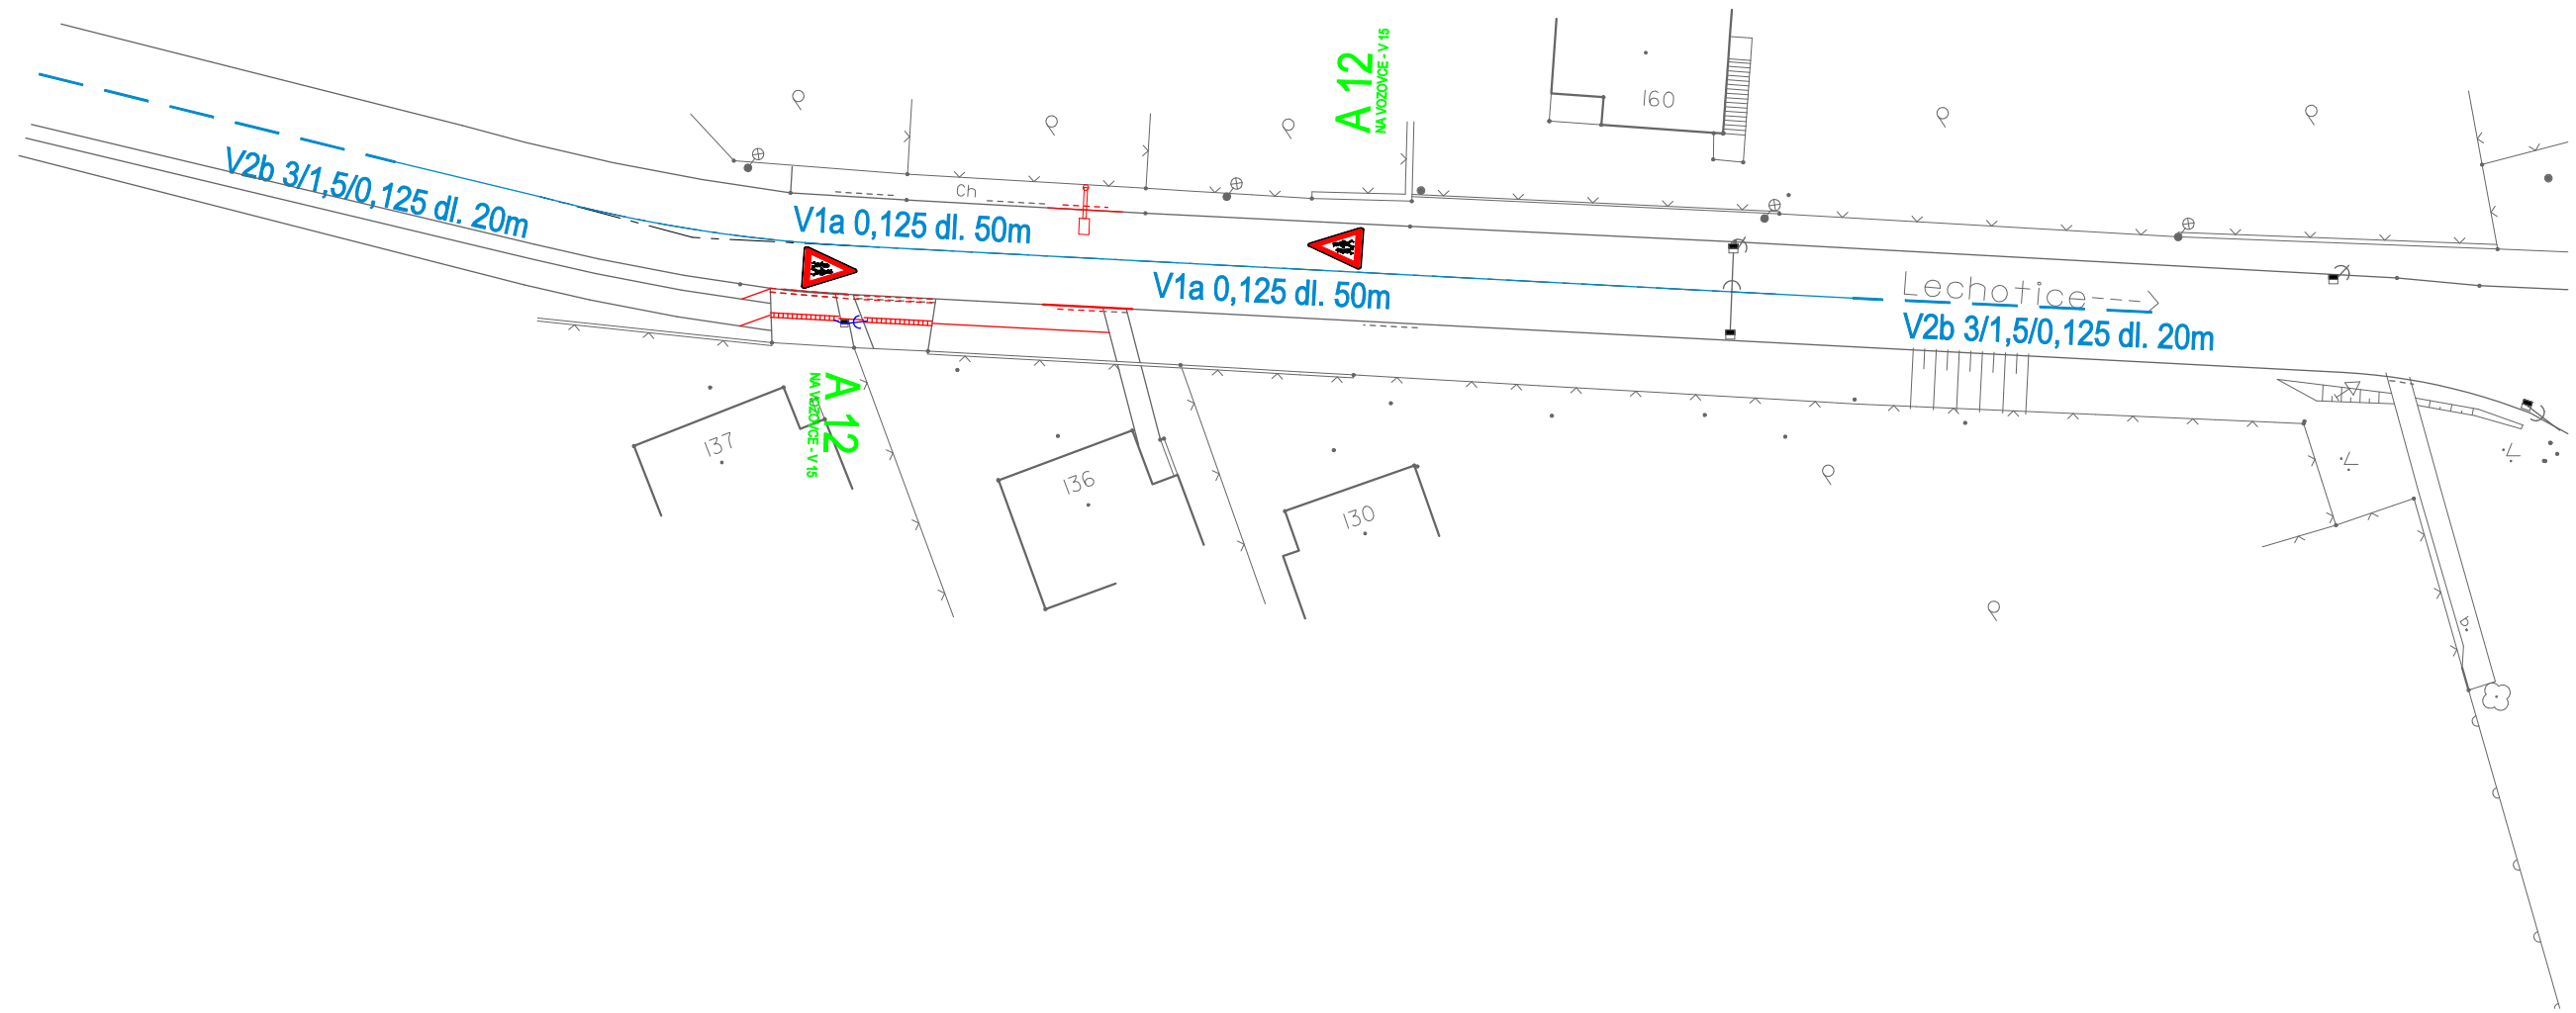 A 12
NA VOZOVCE - V 15
160
V2b 3/1,5/0,125 dl. 20m
Ch
V1a 0,125 dl. 50m
V1a 0,125 dl. 50m
Lechotice--->
V2b 3/1,5/0,125 dl. 20m
A 12
NA VOZOVCE - V 15
137
136
130